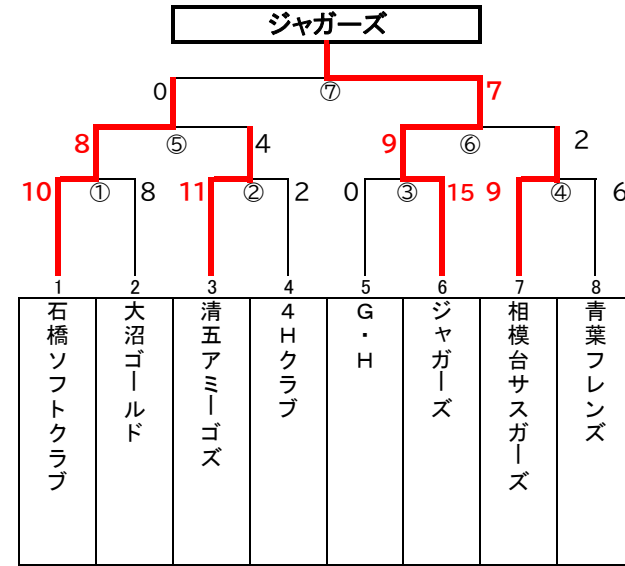 ジャガーズ
0 ⑦ 7
8 ⑤ 4 9 ⑥ 2
10 ① 8 11 ② 2 0 ③ 15 9 ④ 6
1 2 3 4 5 6 7 8
石橋ソフトクラブ
大沼ゴールド
清五アミーゴズ
4Hクラブ
G・H
ジャガーズ
相模台サスガーズ
青葉フレンズ